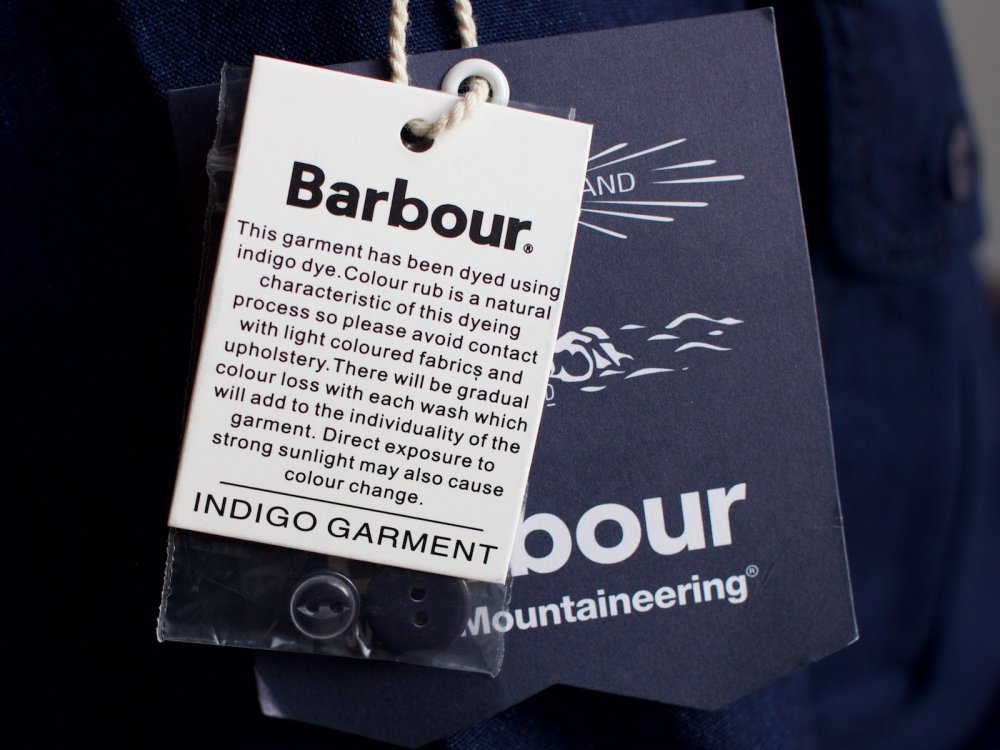 Barbour®
This garment has been dyed using
indigo dye.Colour rub is a natural
characteristic of this dyeing
process so please avoid contact
with light coloured fabrics and
upholstery.There will be gradual
colour loss with each wash which
will add to the individuality of the
garment. Direct exposure to
strong sunlight may also cause
colour change.
INDIGO GARMENT
AND
D
bour
Mountaineering®